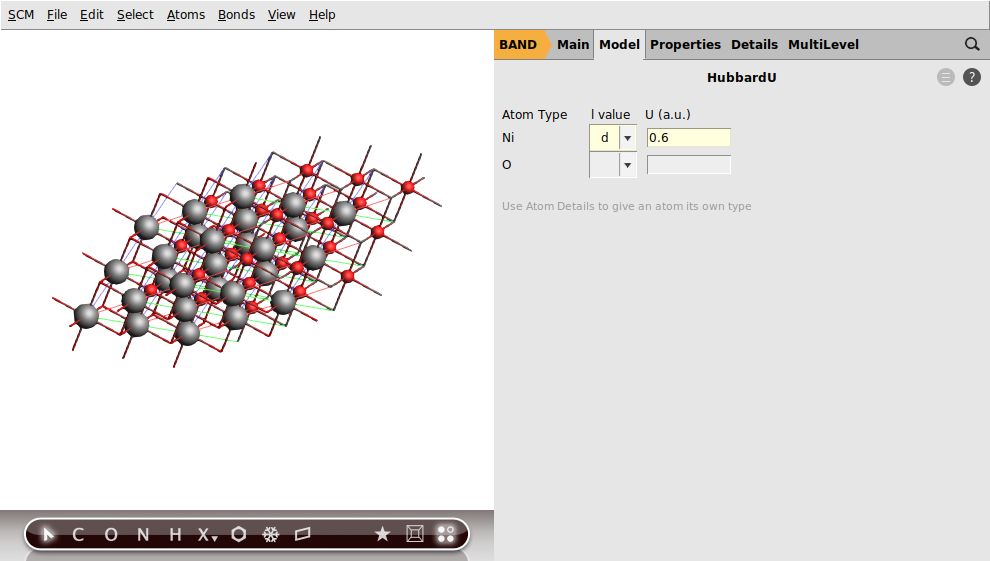 SCM File Edit Select Atoms Bonds View Help
BAND Main Model Properties Details MultiLevel
HubbardU
?
Atom Type l value U (a.u.)
Ni d 0.6
O
Use Atom Details to give an atom its own type
C O N H X